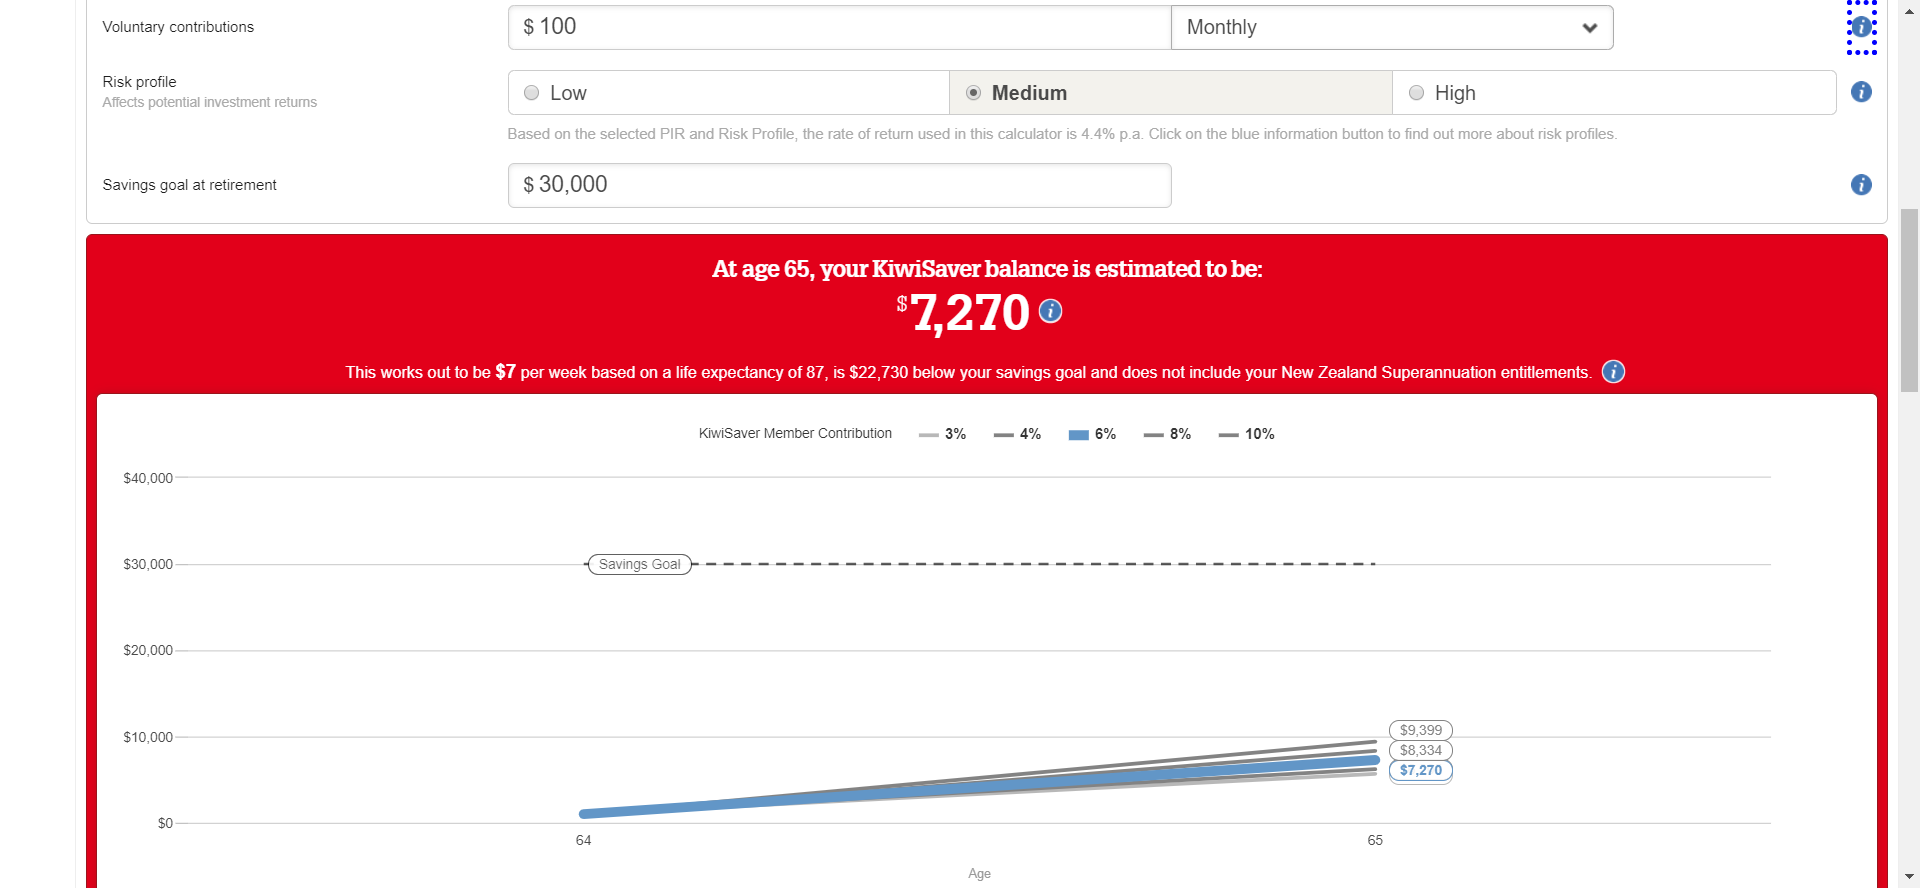 Voluntary contributions
$ 100
Monthly
Risk profile
Affects potential investment returns
Low
Medium
High
Based on the selected PIR and Risk Profile, the rate of return used in this calculator is 4.4% p.a. Click on the blue information button to find out more about risk profiles.
Savings goal at retirement
$ 30,000
At age 65, your KiwiSaver balance is estimated to be:
$7,270
This works out to be $7 per week based on a life expectancy of 87, is $22,730 below your savings goal and does not include your New Zealand Superannuation entitlements.
KiwiSaver Member Contribution 3% 4% 6% 8% 10%
$40,000
$30,000
Savings Goal
$20,000
$10,000
$9,399
$8,334
$7,270
$0
64 65
Age